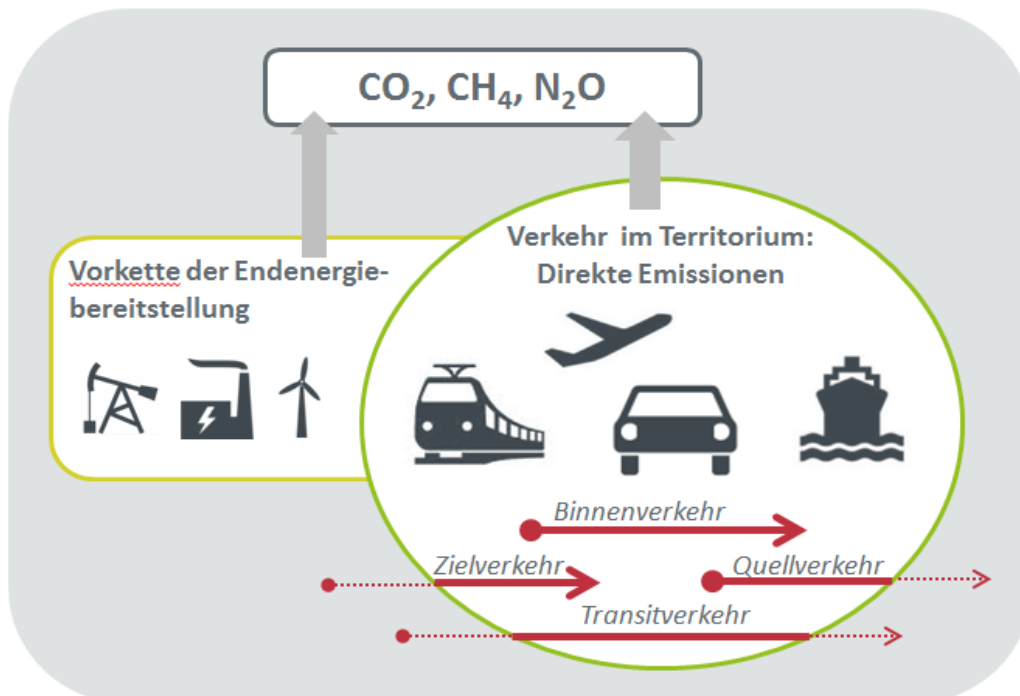 CO₂, CH₄, N₂O
Verkehr im Territorium:
Direkte Emissionen
Vorkette der Endenergie-
bereitstellung
Binnenverkehr
Zielverkehr
Quellverkehr
Transitverkehr